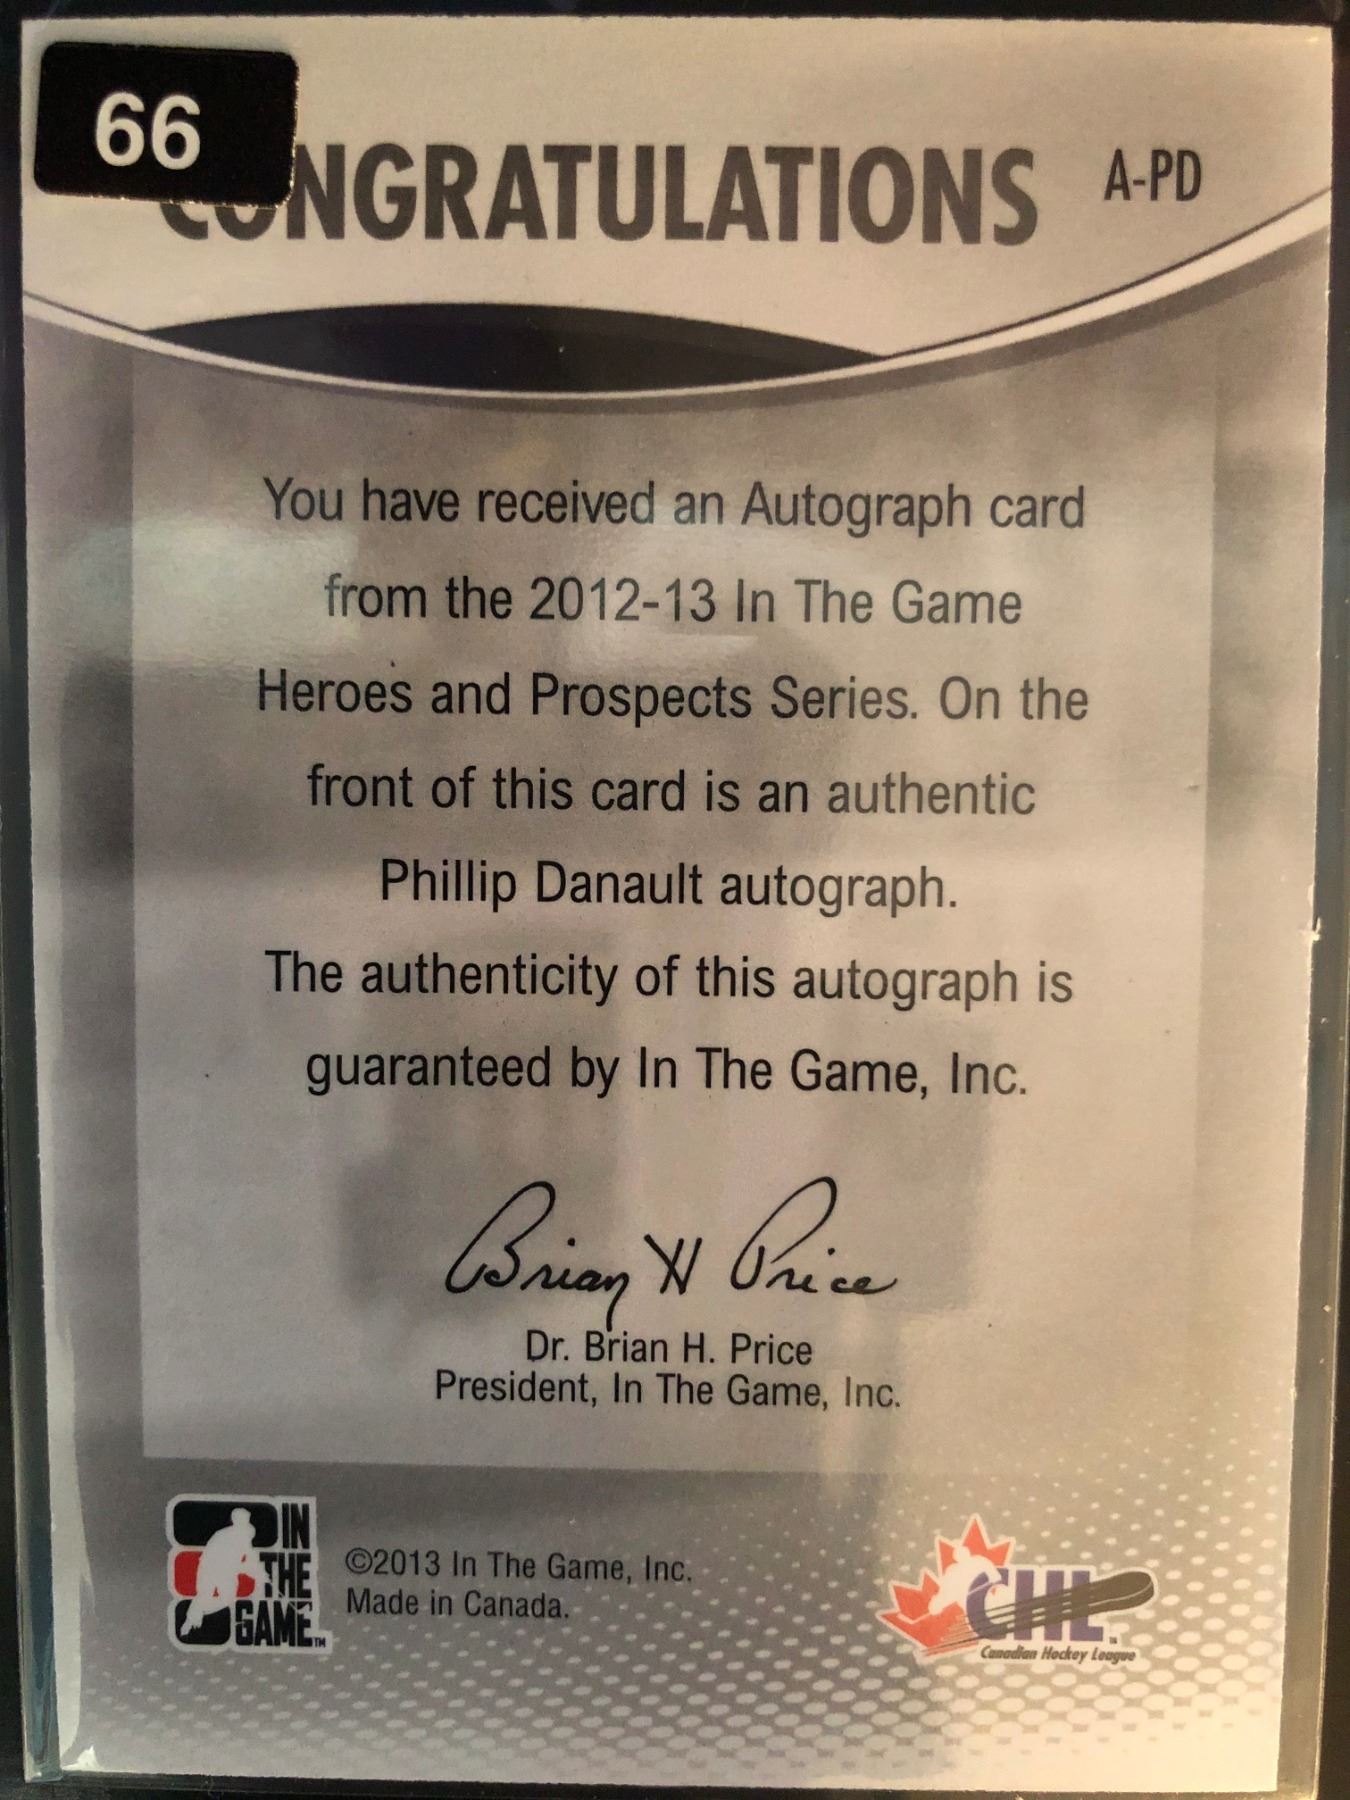 66
CONGRATULATIONS A-PD
You have received an Autograph card
from the 2012-13 In The Game
Heroes and Prospects Series. On the
front of this card is an authentic
Phillip Danault autograph.
The authenticity of this autograph is
guaranteed by In The Game, Inc.
Brian H Price
Dr. Brian H. Price
President, In The Game, Inc.
IN
THE
GAME™
©2013 In The Game, Inc.
Made in Canada.
CHL™
Canadian Hockey League